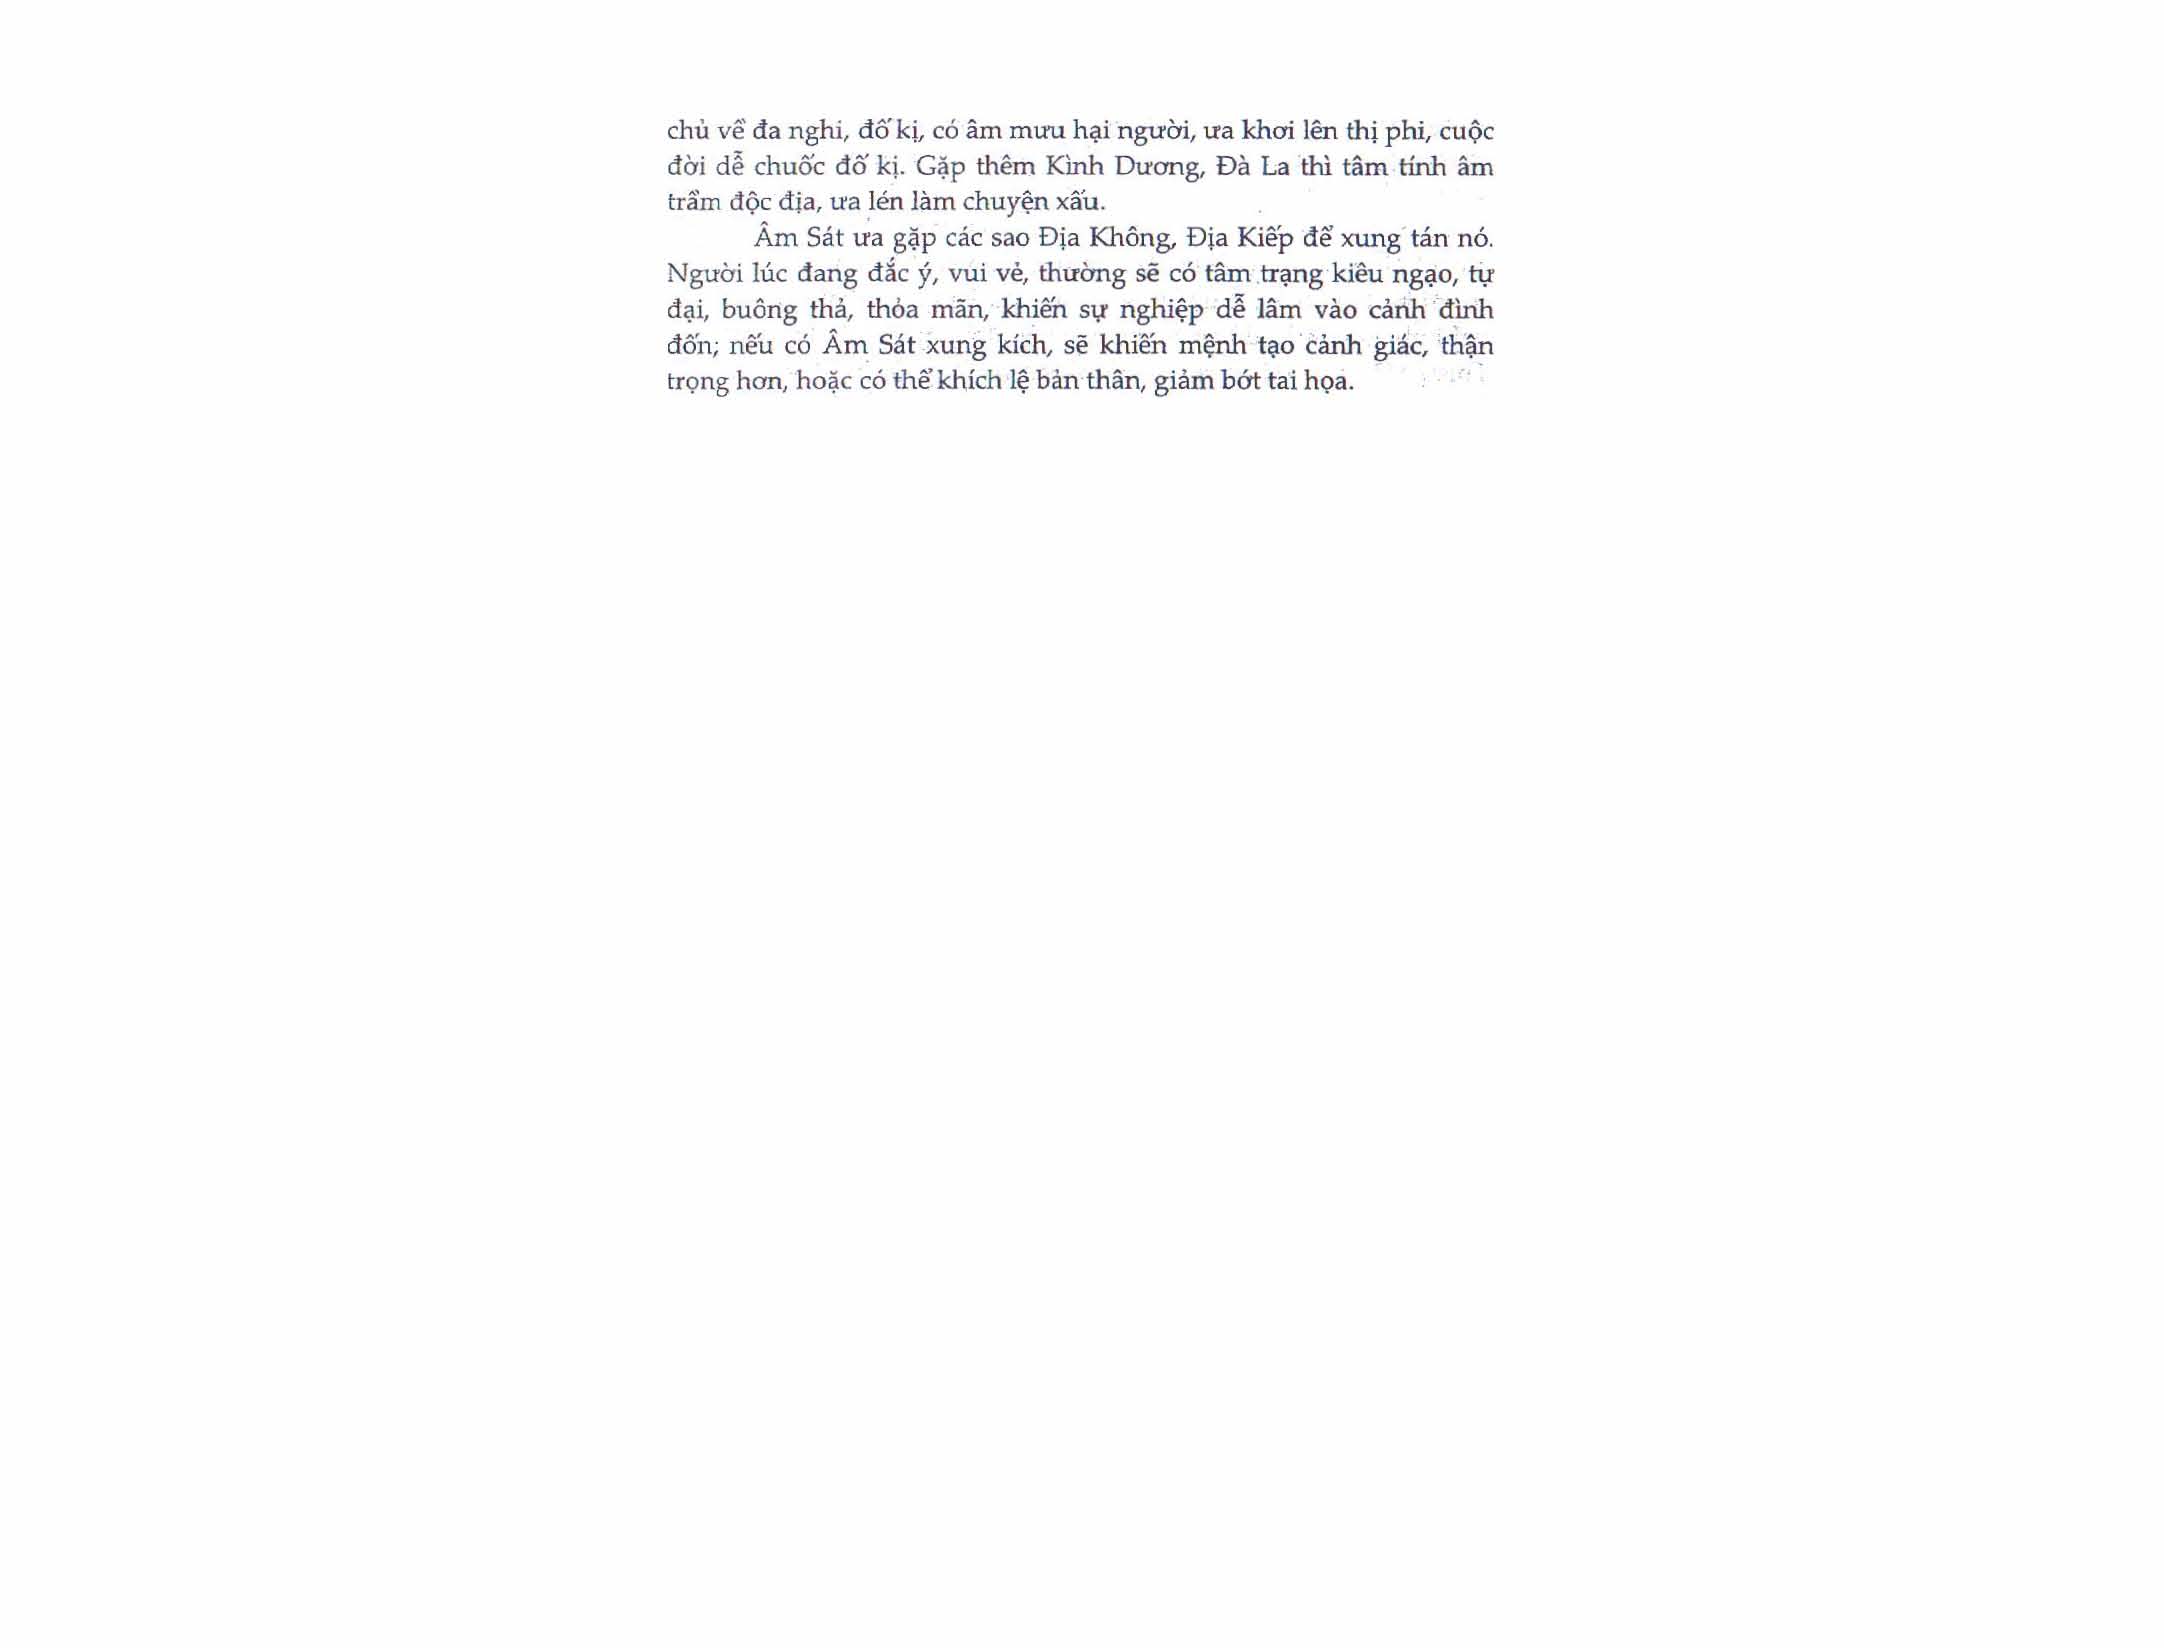 chủ về đa nghi, đố kị, có âm mưu hại người, ưa khơi lên thị phi, cuộc
đời dễ chuốc đố kị. Gặp thêm Kình Dương, Đà La thì tâm tính âm
trầm độc địa, ưa lén làm chuyện xấu.
Âm Sát ưa gặp các sao Địa Không, Địa Kiếp để xung tán nó.
Người lúc đang đắc ý, vui vẻ, thường sẽ có tâm trạng kiêu ngạo, tự
đại, buông thả, thỏa mãn, khiến sự nghiệp dễ lâm vào cảnh đình
đốn; nếu có Âm Sát xung kích, sẽ khiến mệnh tạo cảnh giác, thận
trọng hơn, hoặc có thể khích lệ bản thân, giảm bớt tai họa.